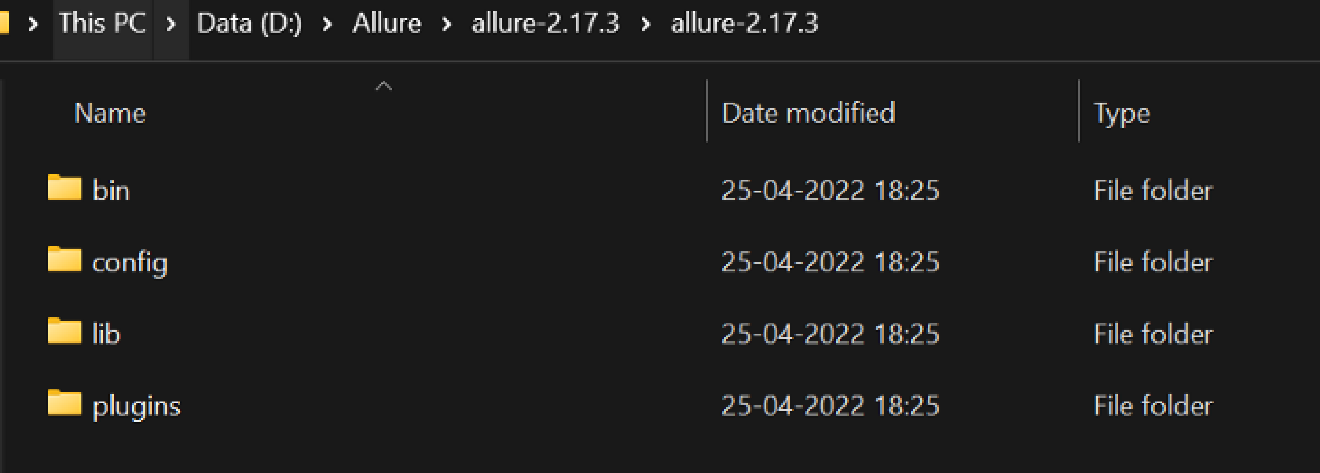 This PC > Data (D:) > Allure > allure-2.17.3 > allure-2.17.3
Name Date modified Type
bin 25-04-2022 18:25 File folder
config 25-04-2022 18:25 File folder
lib 25-04-2022 18:25 File folder
plugins 25-04-2022 18:25 File folder